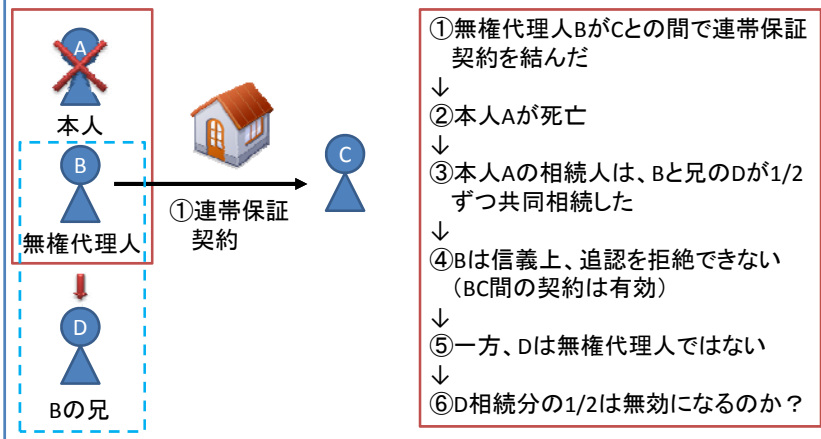 A
本人
B
無権代理人
①連帯保証
契約
C
D
Bの兄
①無権代理人BがCとの間で連帯保証
契約を結んだ
↓
②本人Aが死亡
↓
③本人Aの相続人は、Bと兄のDが1/2
ずつ共同相続した
↓
④Bは信義上、追認を拒絶できない
（BC間の契約は有効）
↓
⑤一方、Dは無権代理人ではない
↓
⑥D相続分の1/2は無効になるのか？